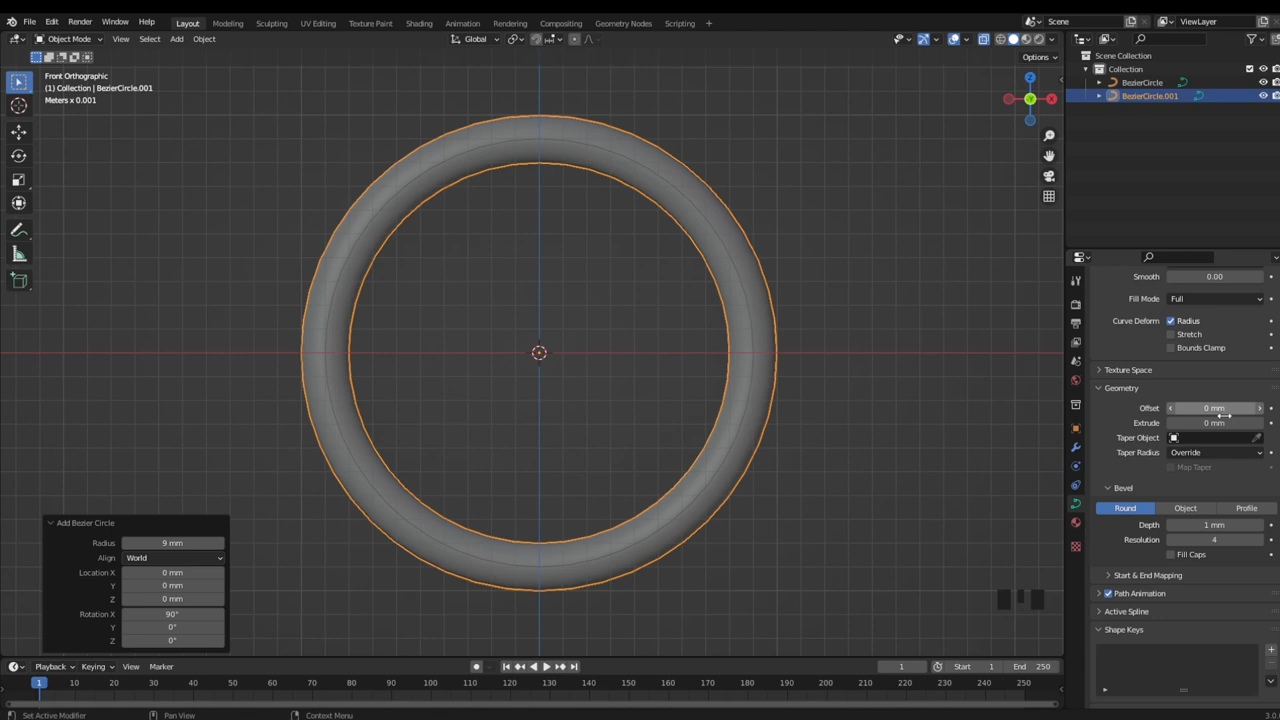 File Edit Render Window Help Layout Modeling Sculpting UV Editing Texture Paint Shading Animation Rendering Compositing Geometry Nodes Scripting + Scene ViewLayer
Object Mode View Select Add Object Global
Options
Front Orthographic
(1) Collection | BezierCircle.001
Meters x 0.001
Z
X
Y
Scene Collection
Collection
BezierCircle
BezierCircle.001
Smooth 0.00
Fill Mode Full
Curve Deform Radius
Stretch
Bounds Clamp
Texture Space
Geometry
Offset 0 mm
Extrude 0 mm
Taper Object
Taper Radius Override
Map Taper
Bevel
Round Object Profile
Depth 1 mm
Resolution 4
Fill Caps
Start & End Mapping
Path Animation
Active Spline
Shape Keys
Add Bezier Circle
Radius 9 mm
Align World
Location X 0 mm
Y 0 mm
Z 0 mm
Rotation X 90°
Y 0°
Z 0°
Playback Keying View Marker 1 Start 1 End 250
1 10 20 30 40 50 60 70 80 90 100 110 120 130 140 150 160 170 180 190 200 210 220 230 240 250
Set Active Modifier Pan View Context Menu 3.0